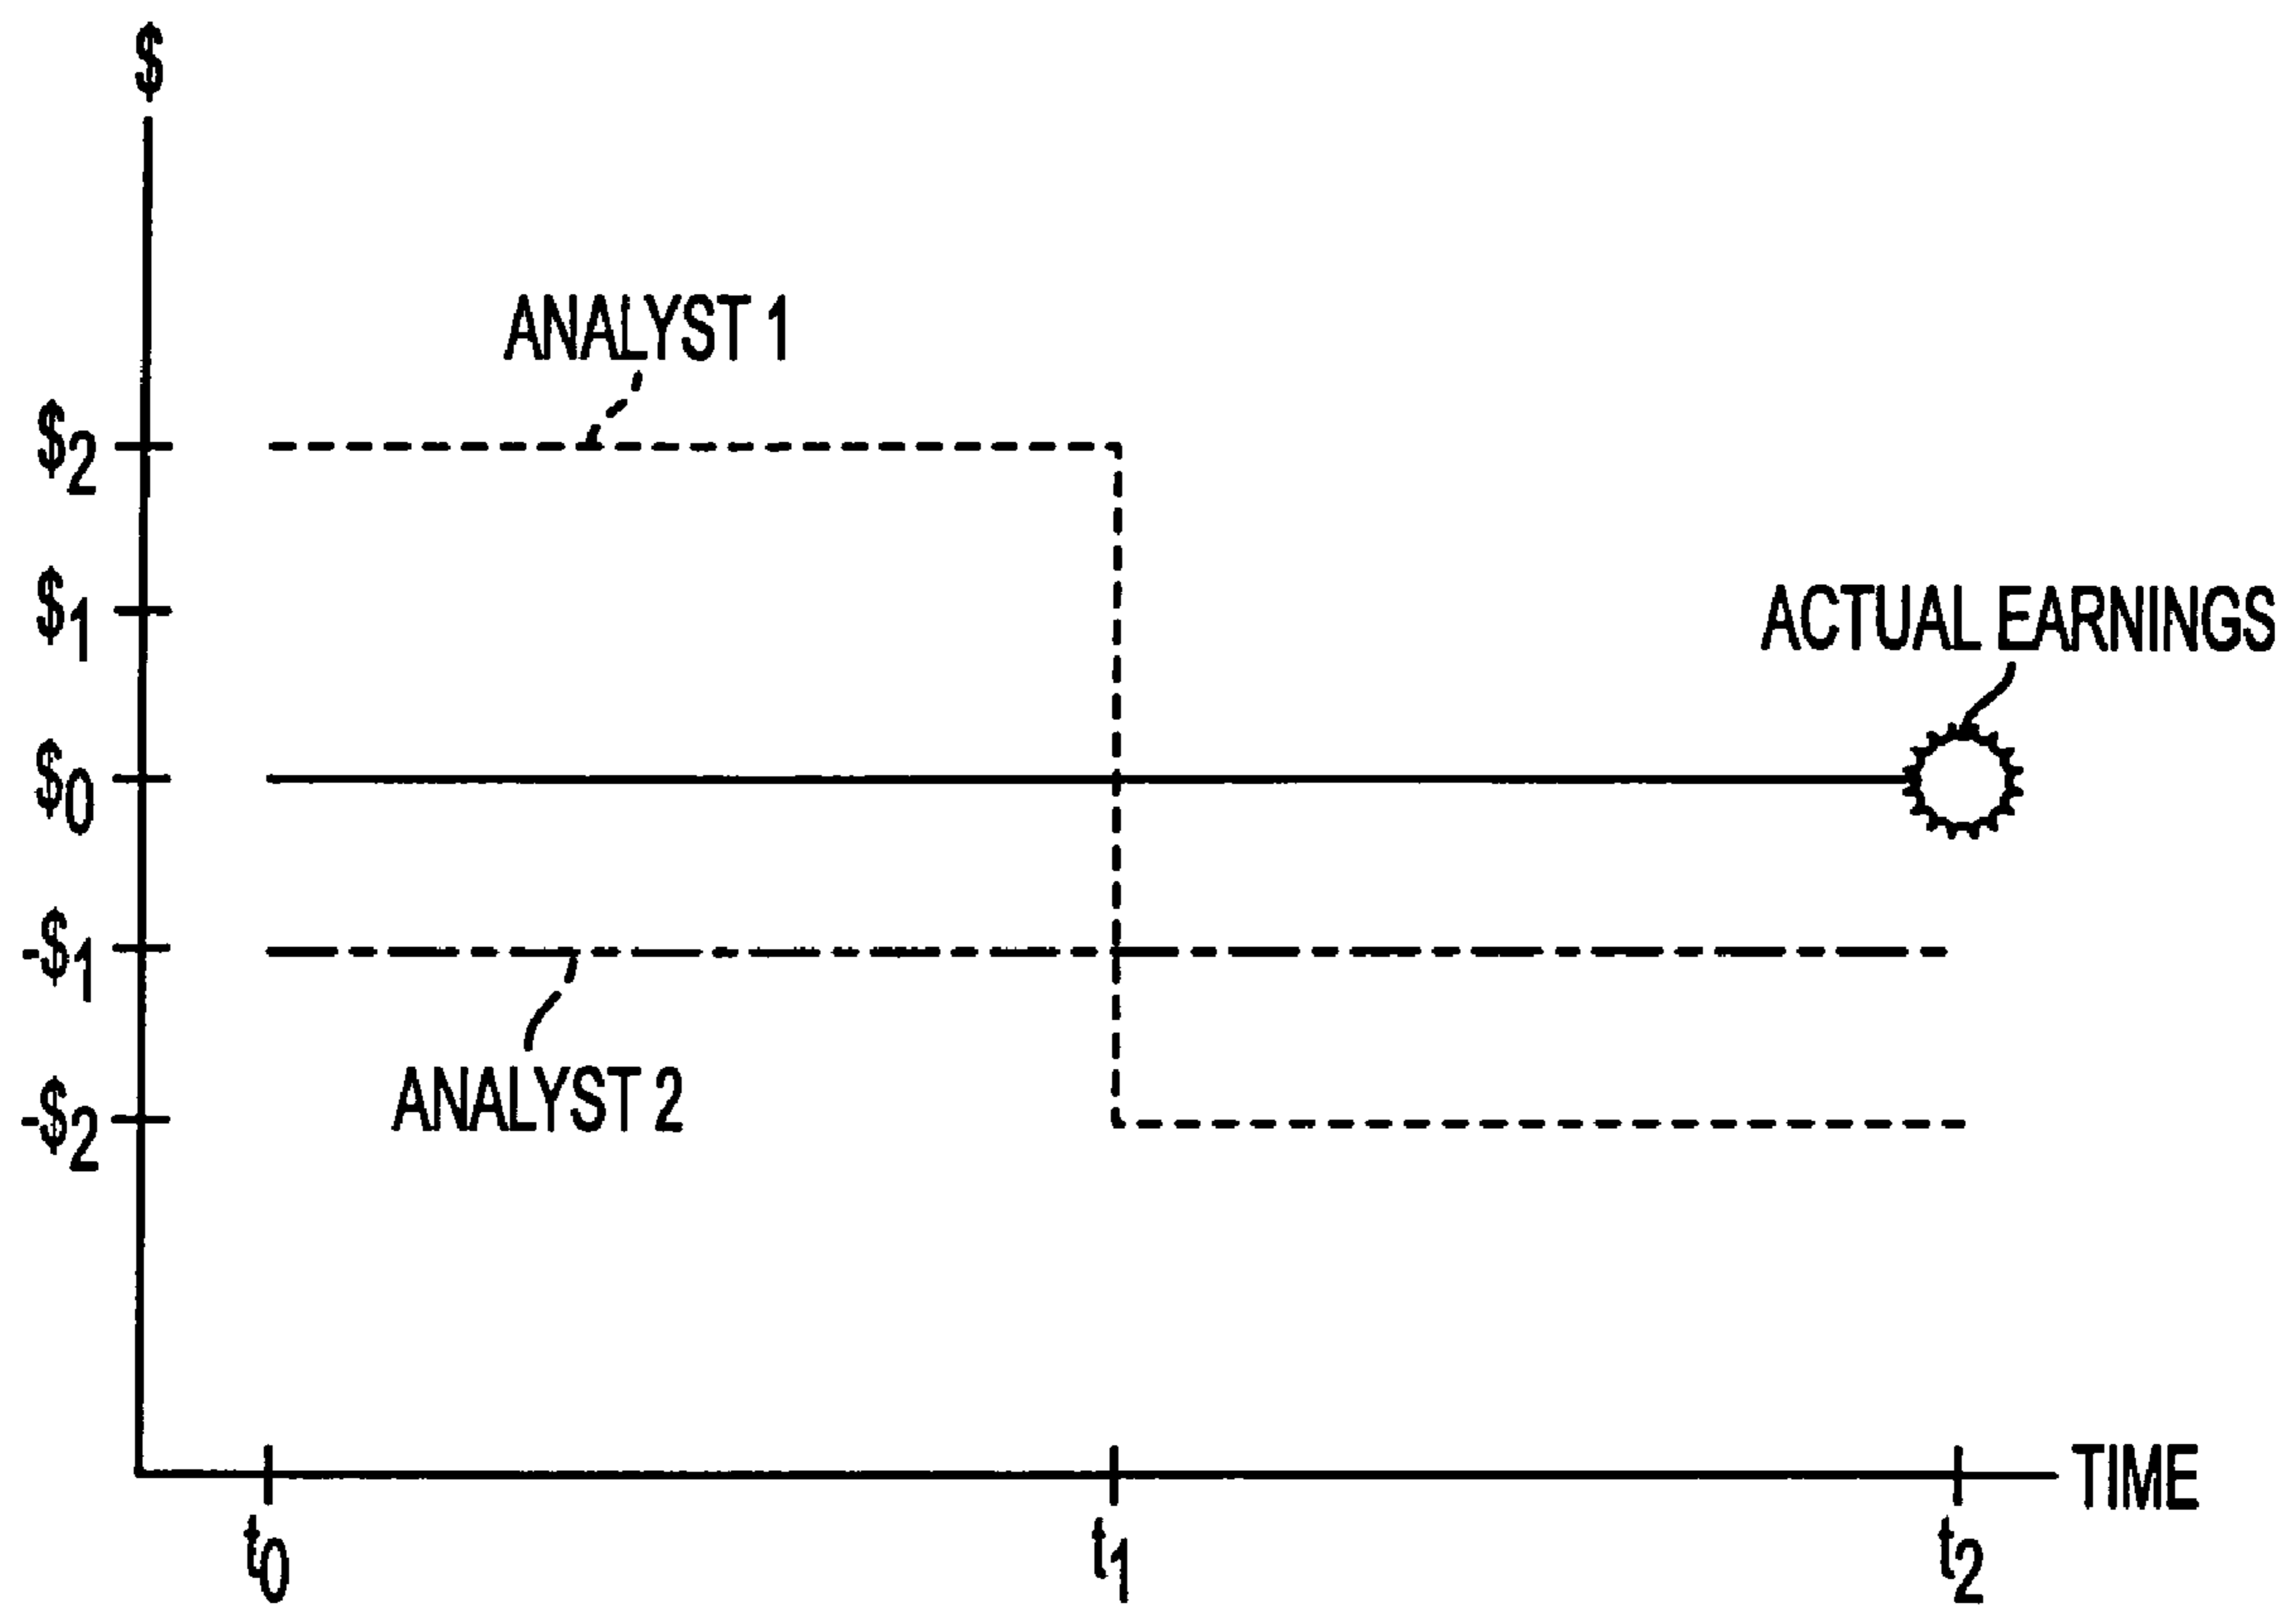 $
ANALYST 1
$2
$1
ACTUAL EARNINGS
$0
-$1
ANALYST 2
-$2
TIME
t0
t1
t2